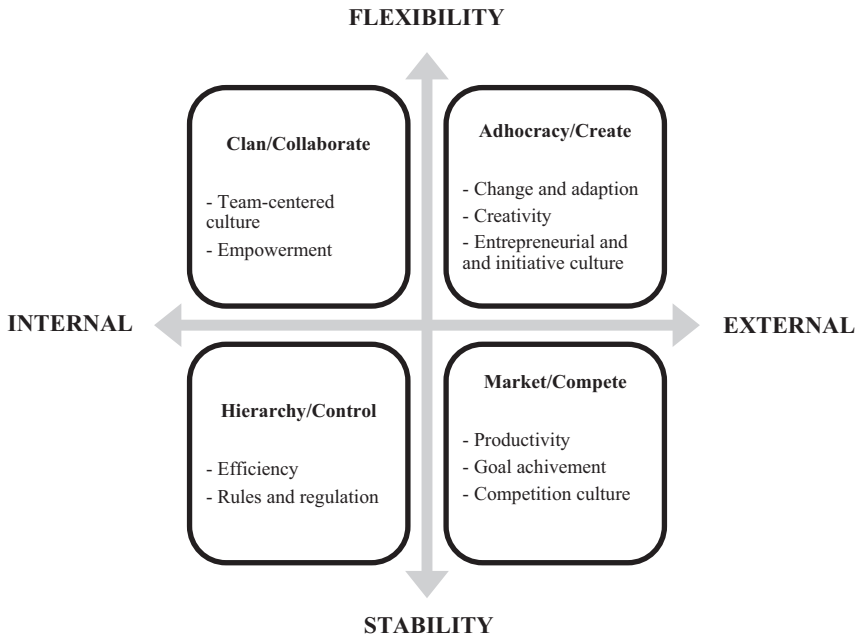 FLEXIBILITY
Clan/Collaborate
- Team-centered
culture
- Empowerment
Adhocracy/Create
- Change and adaption
- Creativity
- Entrepreneurial and
and initiative culture
INTERNAL
EXTERNAL
Hierarchy/Control
- Efficiency
- Rules and regulation
Market/Compete
- Productivity
- Goal achivement
- Competition culture
STABILITY